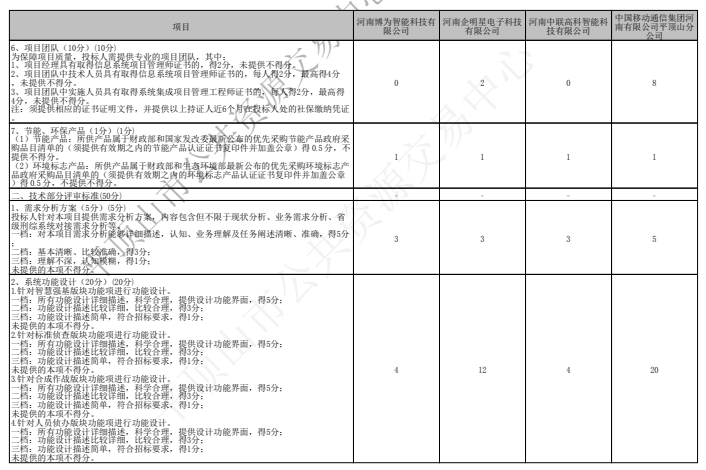 项目
河南博为智能科技有
限公司
河南企明星电子科技
有限公司
河南中联高科智能科
技有限公司
中国移动通信集团河
南有限公司平顶山分
公司
6、项目团队（10分）(10分)
为保障项目质量，投标人需提供专业的项目团队，其中：
1、项目经理具有取得信息系统项目管理师证书的，得2分，未提供不得分。
2、项目团队中技术人员具有取得信息系统项目管理师证书的，每人得2分，最高得4分
，未提供不得分。
3、项目团队中实施人员具有取得系统集成项目管理工程师证书的，每人得2分，最高得
4分，未提供不得分。
注：须提供相应的证书证明文件，并提供以上持证人近6个月在投标人处的社保缴纳凭证
。
0
2
0
8
7、节能、环保产品（1分）(1分)
（1）节能产品：所供产品属于财政部和国家发改委最新公布的优先采购节能产品政府采
购品目清单的（须提供有效期之内的节能产品认证证书复印件并加盖公章）得 0.5 分，不
提供不得分。
（2）环境标志产品：所供产品属于财政部和生态环境部最新公布的优先采购环境标志产
品政府采购品目清单的（须提供有效期之内的环境标志产品认证证书复印件并加盖公章
）得 0.5 分，不提供不得分。
1
1
1
1
二、技术部分评审标准(50分)
-
-
-
-
1、需求分析方案（5分）(5分)
投标人针对本项目提供需求分析方案，内容包含但不限于现状分析、业务需求分析、省
级刑综系统对接需求分析等。
一档：对本项目需求分析能够详细描述，认知、业务理解及任务阐述清晰、准确，得5分
；
二档：基本清晰、比较准确，得3分；
三档：理解不深，认知模糊，得1分；
未提供的本项不得分。
3
3
3
5
2、系统功能设计（20分）(20分)
1.针对智慧强基版块功能项进行功能设计。
一档：所有功能设计详细描述，科学合理，提供设计功能界面，得5分；
二档：功能设计描述比较详细，比较合理，得3分；
三档：功能设计描述简单，符合招标要求，得1分；
未提供的本项不得分。
2.针对标准侦查版块功能项进行功能设计。
一档：所有功能设计详细描述，科学合理，提供设计功能界面，得5分；
二档：功能设计描述比较详细，比较合理，得3分；
三档：功能设计描述简单，符合招标要求，得1分；
未提供的本项不得分。
3.针对合成作战版块功能项进行功能设计。
一档：所有功能设计详细描述，科学合理，提供设计功能界面，得5分；
二档：功能设计描述比较详细，比较合理，得3分；
三档：功能设计描述简单，符合招标要求，得1分；
未提供的本项不得分。
4.针对人员侦办版块功能项进行功能设计。
一档：所有功能设计详细描述，科学合理，提供设计功能界面，得5分；
二档：功能设计描述比较详细，比较合理，得3分；
三档：功能设计描述简单，符合招标要求，得1分；
未提供的本项不得分。
4
12
4
20
平顶山市公共资源交易中心
平顶山市公共资源交易中心